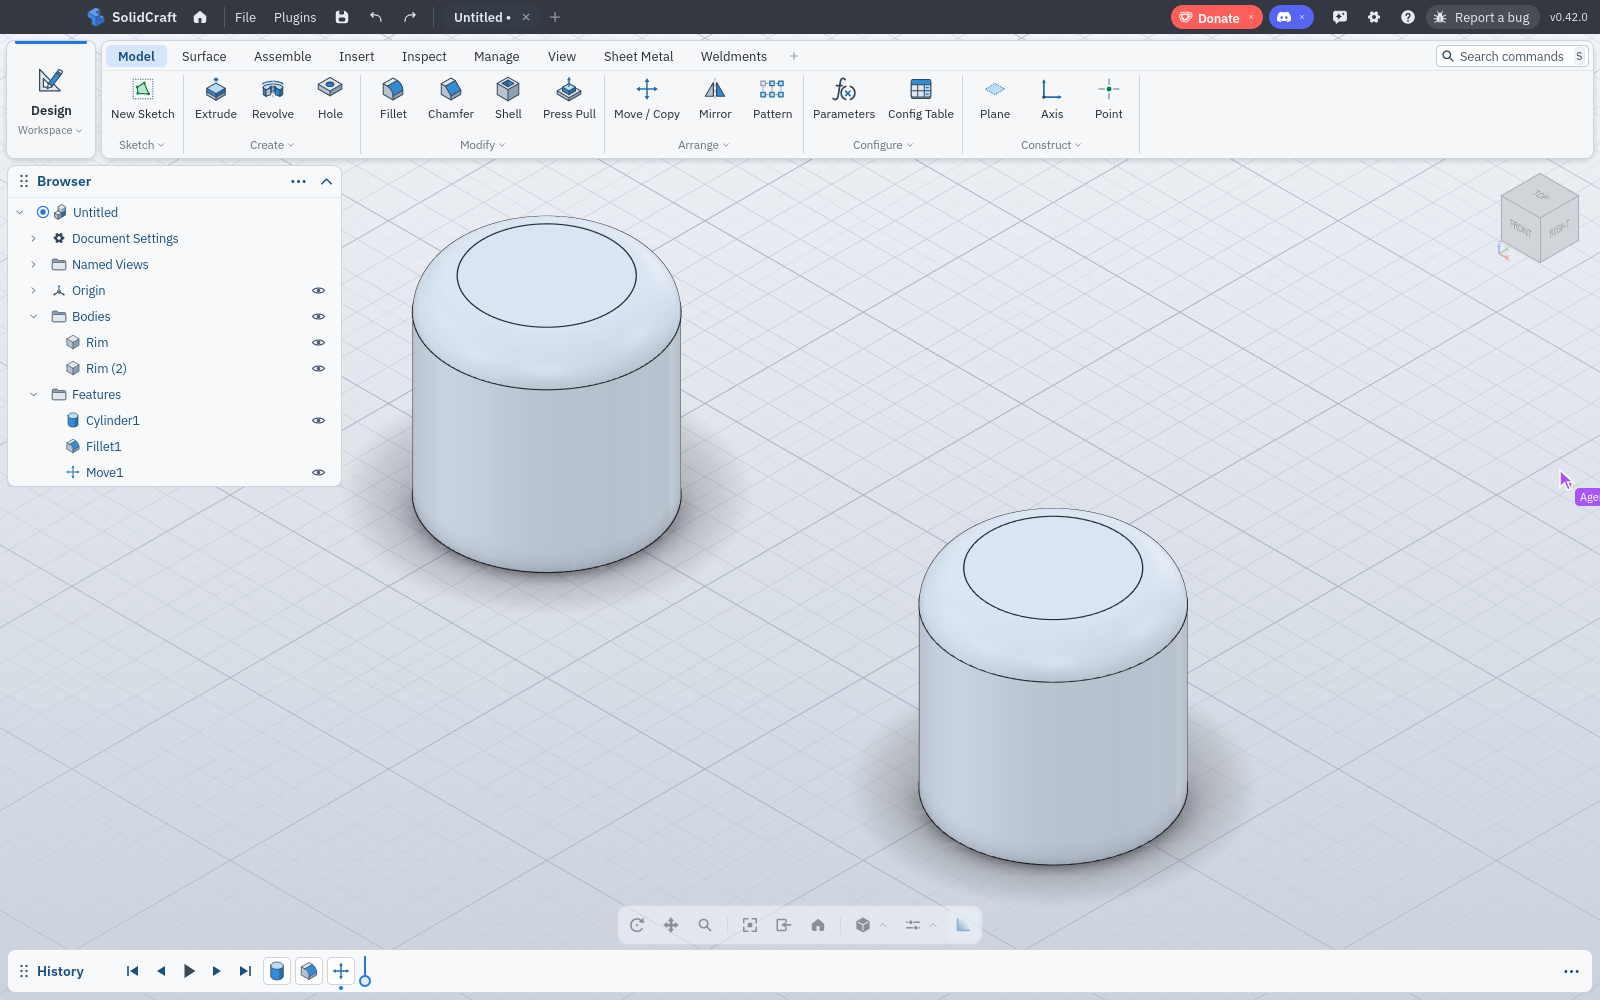 SolidCraft
File
Plugins
Untitled •
Donate
Report a bug
v0.42.0
Design
Workspace
Model
Surface
Assemble
Insert
Inspect
Manage
View
Sheet Metal
Weldments
Search commands
S
New Sketch
Extrude
Revolve
Hole
Fillet
Chamfer
Shell
Press Pull
Move / Copy
Mirror
Pattern
Parameters
Config Table
Plane
Axis
Point
Sketch
Create
Modify
Arrange
Configure
Construct
Browser
Untitled
Document Settings
Named Views
Origin
Bodies
Rim
Rim (2)
Features
Cylinder1
Fillet1
Move1
TOP
FRONT
RIGHT
History